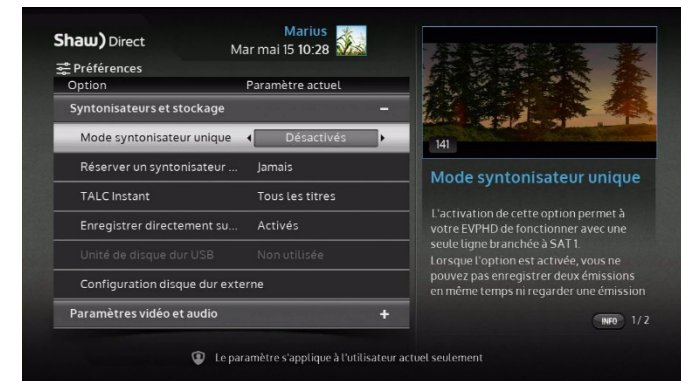 Shaw) Direct
Marius
Mar mai 15 10:28
Préférences
Option Paramètre actuel
Syntonisateurs et stockage −
Mode syntonisateur unique Désactivés
Réserver un syntonisateur ... Jamais
TALC Instant Tous les titres
Enregistrer directement su... Activés
Unité de disque dur USB Non utilisée
Configuration disque dur externe
Paramètres vidéo et audio +
141
Mode syntonisateur unique
L'activation de cette option permet à
votre EVPHD de fonctionner avec une
seule ligne branchée à SAT 1.
Lorsque l'option est activée, vous ne
pouvez pas enregistrer deux émissions
en même temps ni regarder une émission
INFO 1/2
Le paramètre s'applique à l'utilisateur actuel seulement